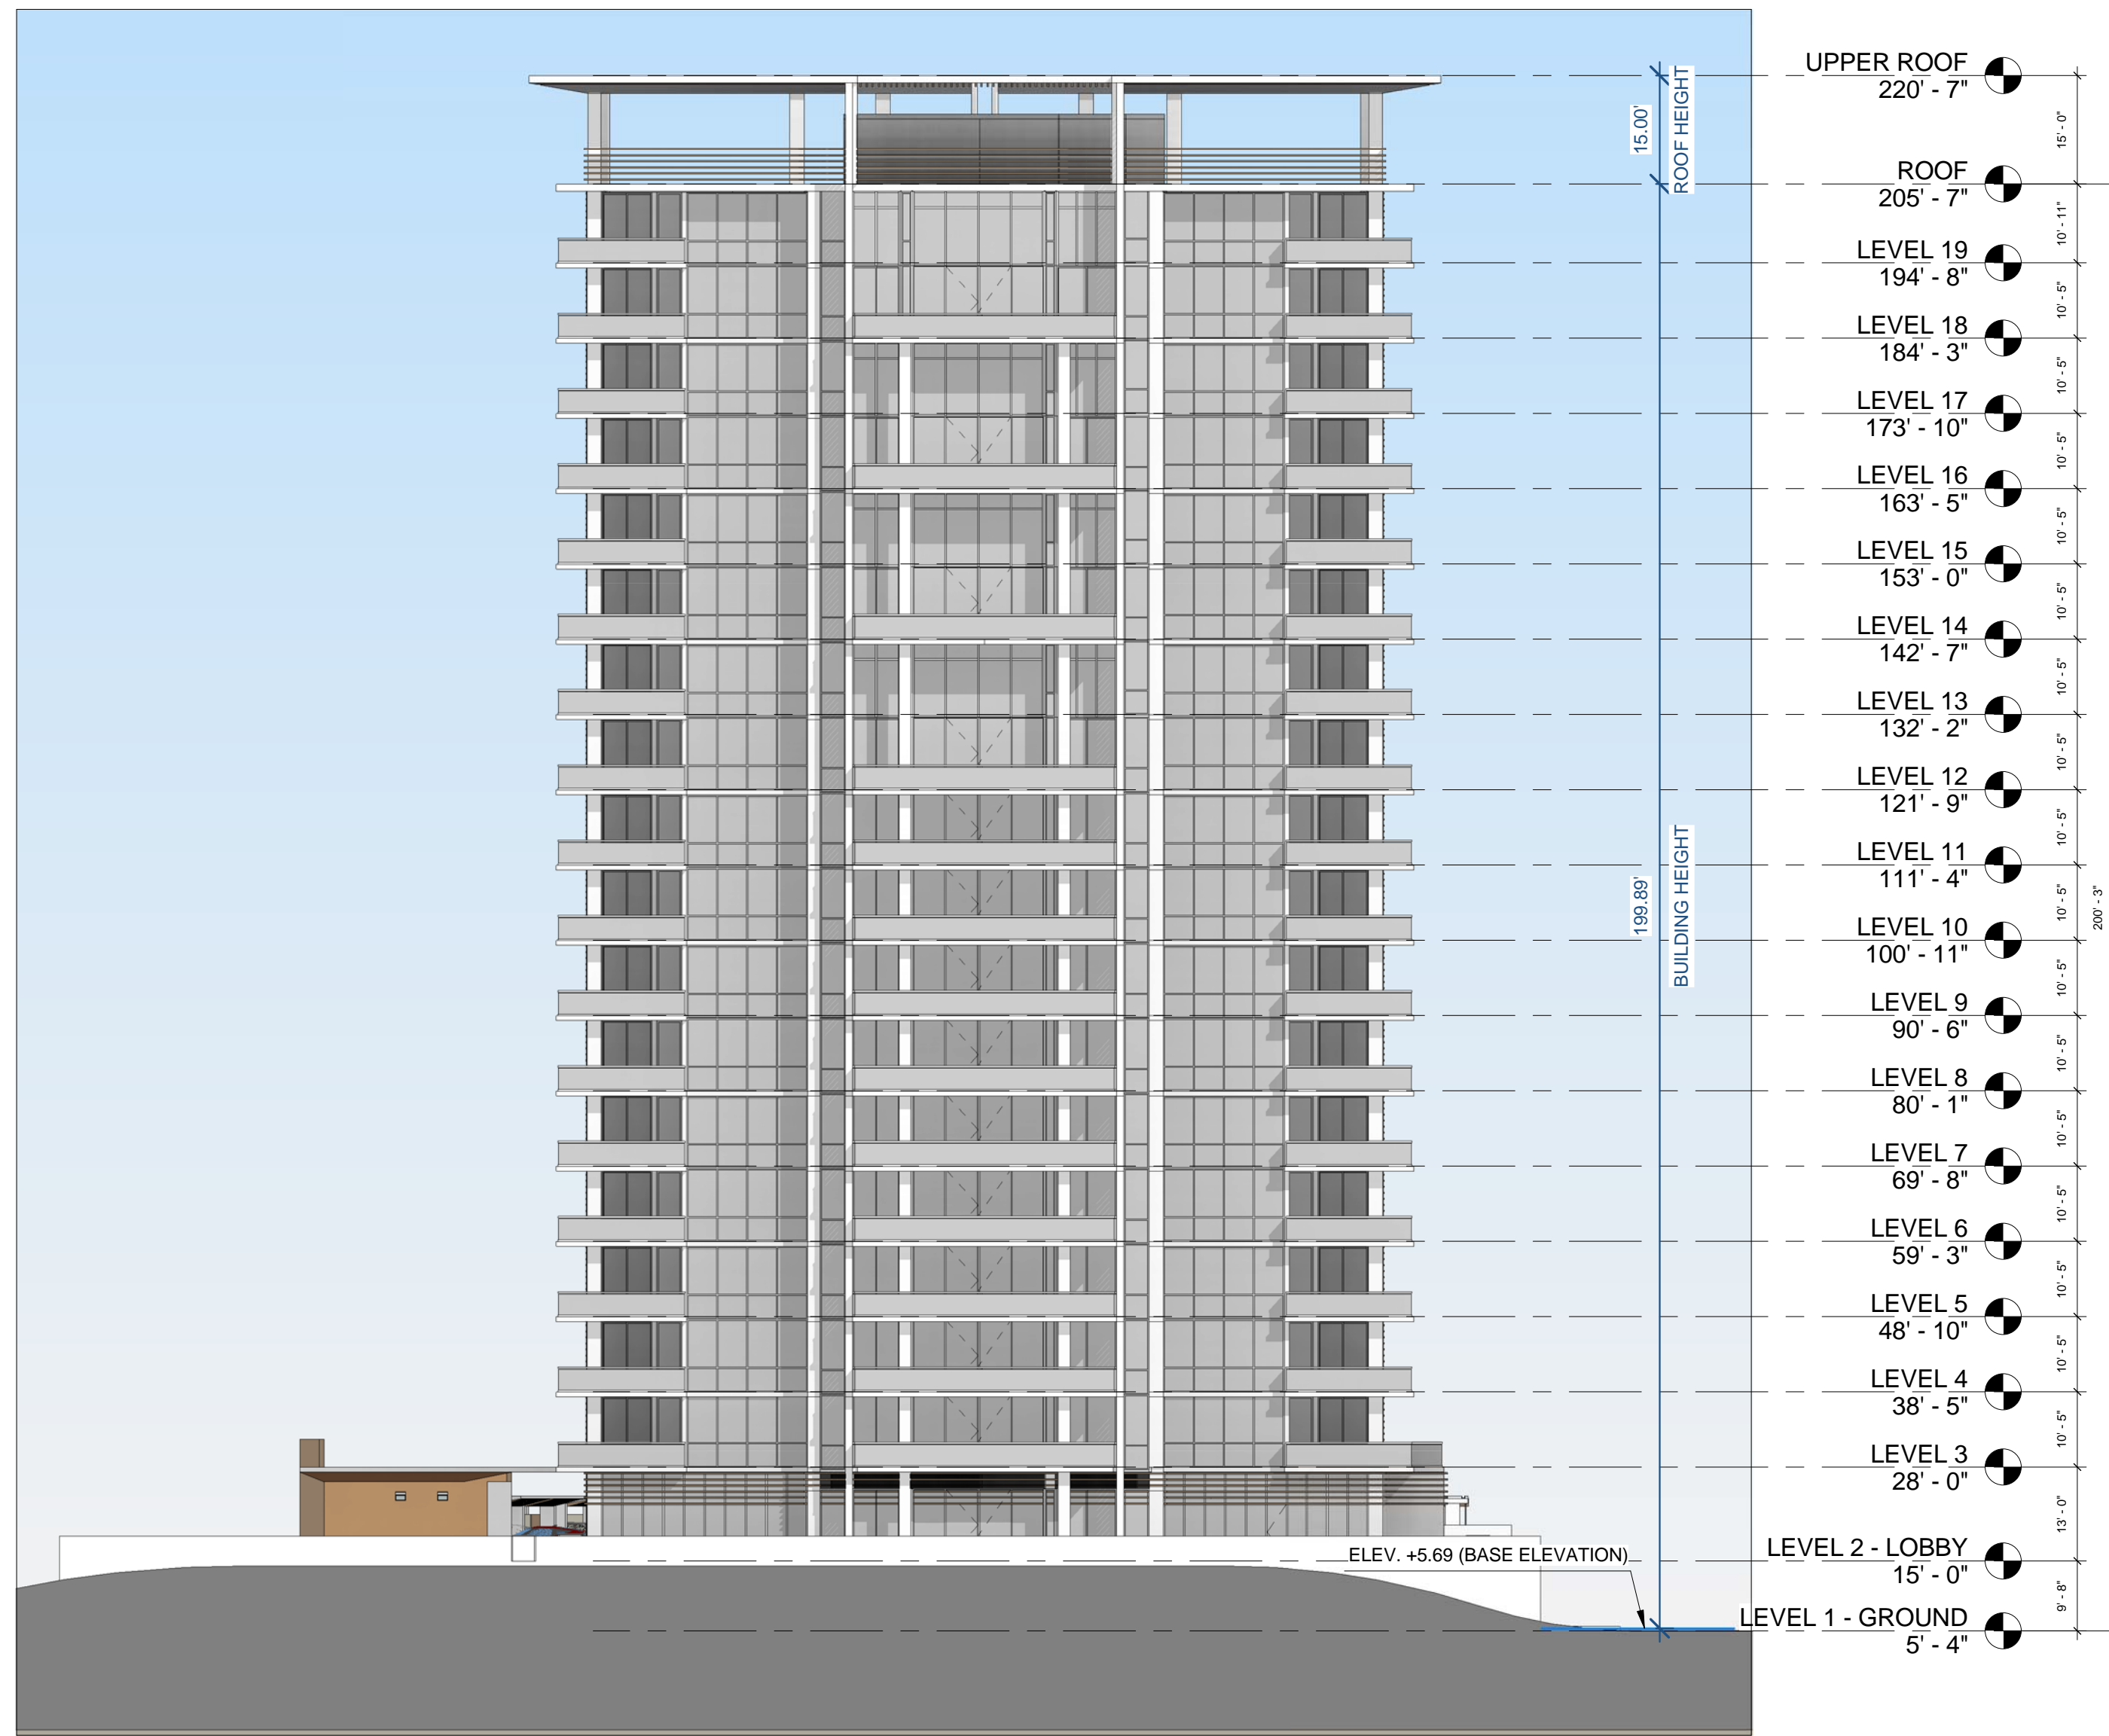 UPPER ROOF
220' - 7"
15' - 0"
15.00'
ROOF HEIGHT
ROOF
205' - 7"
10' - 11"
LEVEL 19
194' - 8"
10' - 5"
LEVEL 18
184' - 3"
10' - 5"
LEVEL 17
173' - 10"
10' - 5"
LEVEL 16
163' - 5"
10' - 5"
LEVEL 15
153' - 0"
10' - 5"
LEVEL 14
142' - 7"
10' - 5"
LEVEL 13
132' - 2"
10' - 5"
LEVEL 12
121' - 9"
10' - 5"
LEVEL 11
111' - 4"
10' - 5"
199.89'
BUILDING HEIGHT
200' - 3"
LEVEL 10
100' - 11"
10' - 5"
LEVEL 9
90' - 6"
10' - 5"
LEVEL 8
80' - 1"
10' - 5"
LEVEL 7
69' - 8"
10' - 5"
LEVEL 6
59' - 3"
10' - 5"
LEVEL 5
48' - 10"
10' - 5"
LEVEL 4
38' - 5"
10' - 5"
LEVEL 3
28' - 0"
13' - 0"
ELEV. +5.69 (BASE ELEVATION)
LEVEL 2 - LOBBY
15' - 0"
9' - 8"
LEVEL 1 - GROUND
5' - 4"